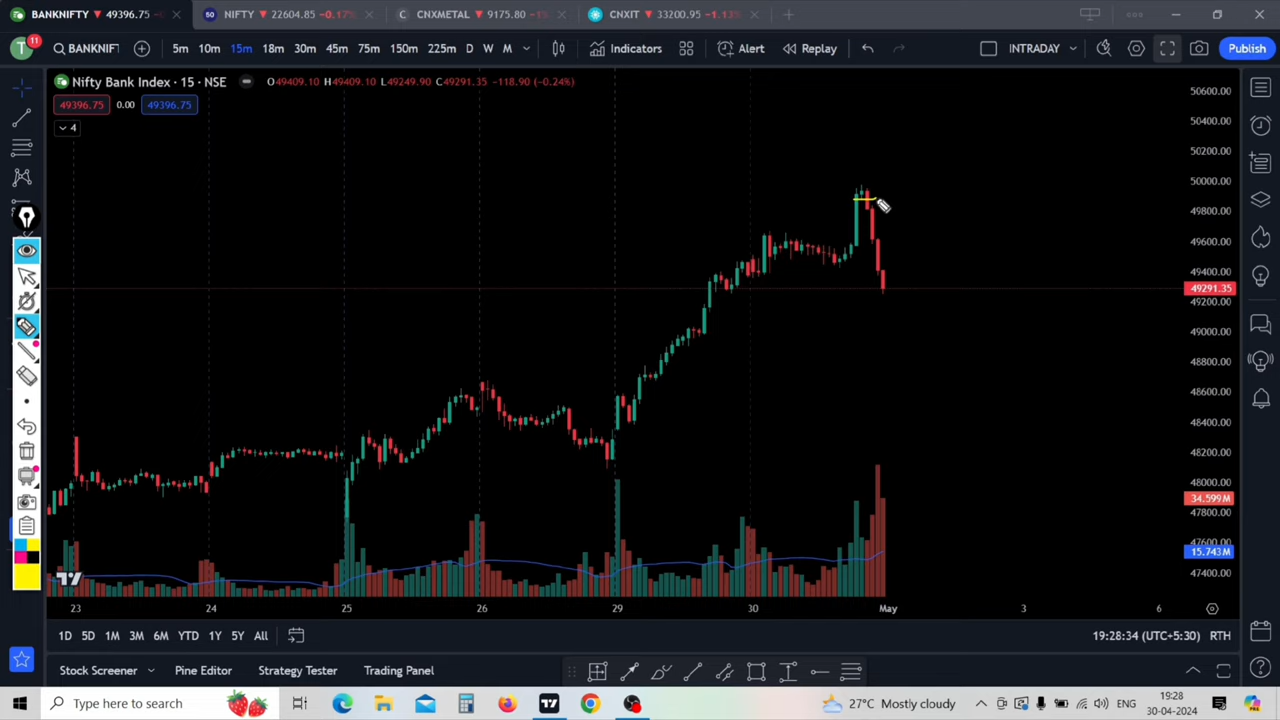 BANKNIFTY ▼ 49396.75 -0.
50 NIFTY ▼ 22604.85 -0.17%
C CNXMETAL ▼ 9175.80 -1
CNXIT ▼ 33200.95 -1.13%
T 11 BANKNIF 5m 10m 15m 18m 30m 45m 75m 150m 225m D W M Indicators Alert Replay INTRADAY Publish
Nifty Bank Index · 15 · NSE O49409.10 H49409.10 L49249.90 C49291.35 -118.90 (-0.24%)
49396.75 0.00 49396.75
4
50600.00
50400.00
50200.00
50000.00
49800.00
49600.00
49400.00
49291.35
49200.00
49000.00
48800.00
48600.00
48400.00
48200.00
48000.00
34.599M
47800.00
47600.00
15.743M
47400.00
23 24 25 26 29 30 May 3 6
1D 5D 1M 3M 6M YTD 1Y 5Y All 19:28:34 (UTC+5:30) RTH
Stock Screener Pine Editor Strategy Tester Trading Panel
Type here to search 27°C Mostly cloudy ENG 19:28
30-04-2024